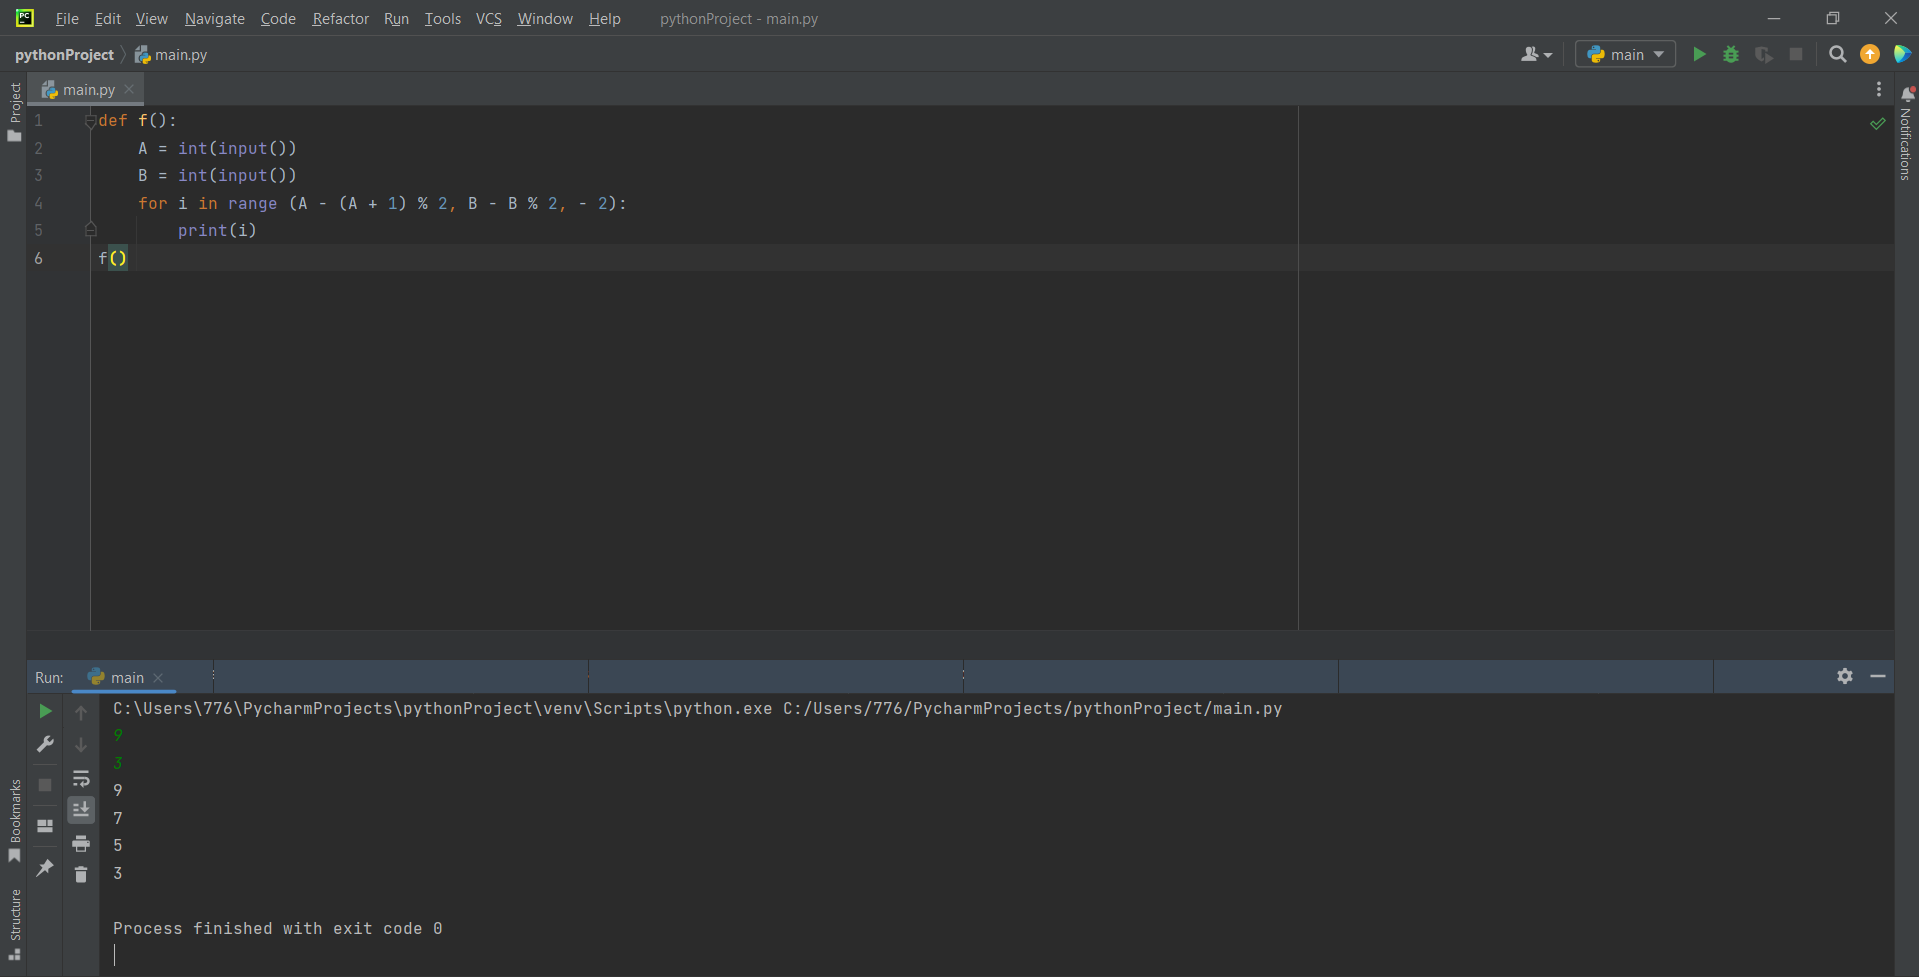 PC
File Edit View Navigate Code Refactor Run Tools VCS Window Help pythonProject - main.py
pythonProject main.py
main
main.py
Project
Notifications
1 def f():
2     A = int(input())
3     B = int(input())
4     for i in range (A - (A + 1) % 2, B - B % 2, - 2):
5         print(i)
6 f()
Run: main
C:\Users\776\PycharmProjects\pythonProject\venv\Scripts\python.exe C:/Users/776/PycharmProjects/pythonProject/main.py
9
3
9
7
5
3
Process finished with exit code 0
Bookmarks
Structure